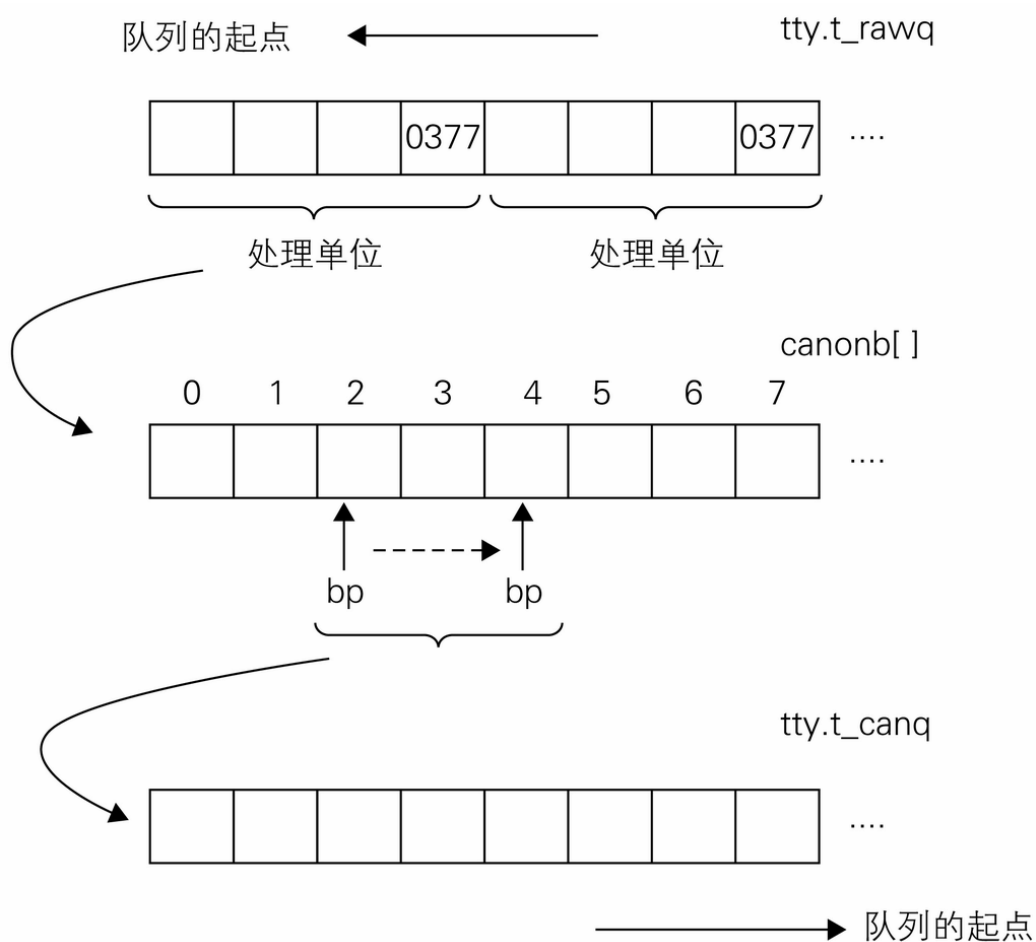 队列的起点 tty.t_rawq
0377 0377 ....
处理单位 处理单位
canonb[ ]
0 1 2 3 4 5 6 7
....
bp bp
tty.t_canq
....
队列的起点